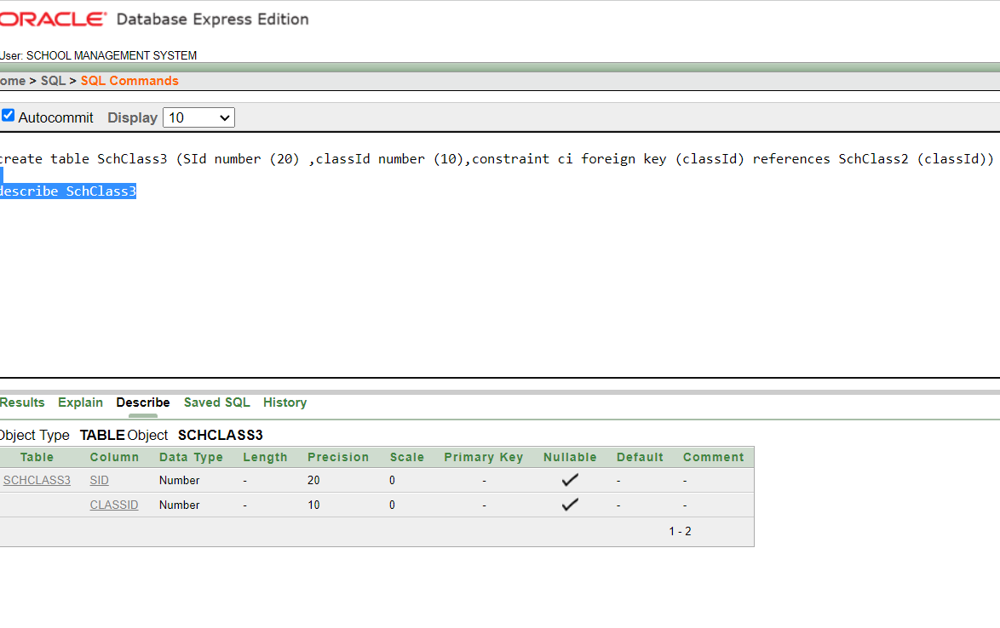 ORACLE Database Express Edition
User: SCHOOL MANAGEMENT SYSTEM
ome > SQL > SQL Commands
Autocommit Display 10
create table SchClass3 (SId number (20) ,classId number (10),constraint ci foreign key (classId) references SchClass2 (classId))
describe SchClass3
Results Explain Describe Saved SQL History
Object Type TABLE Object SCHCLASS3
Table Column Data Type Length Precision Scale Primary Key Nullable Default Comment
SCHCLASS3 SID Number - 20 0 - ✓ - -
CLASSID Number - 10 0 - ✓ - -
1 - 2